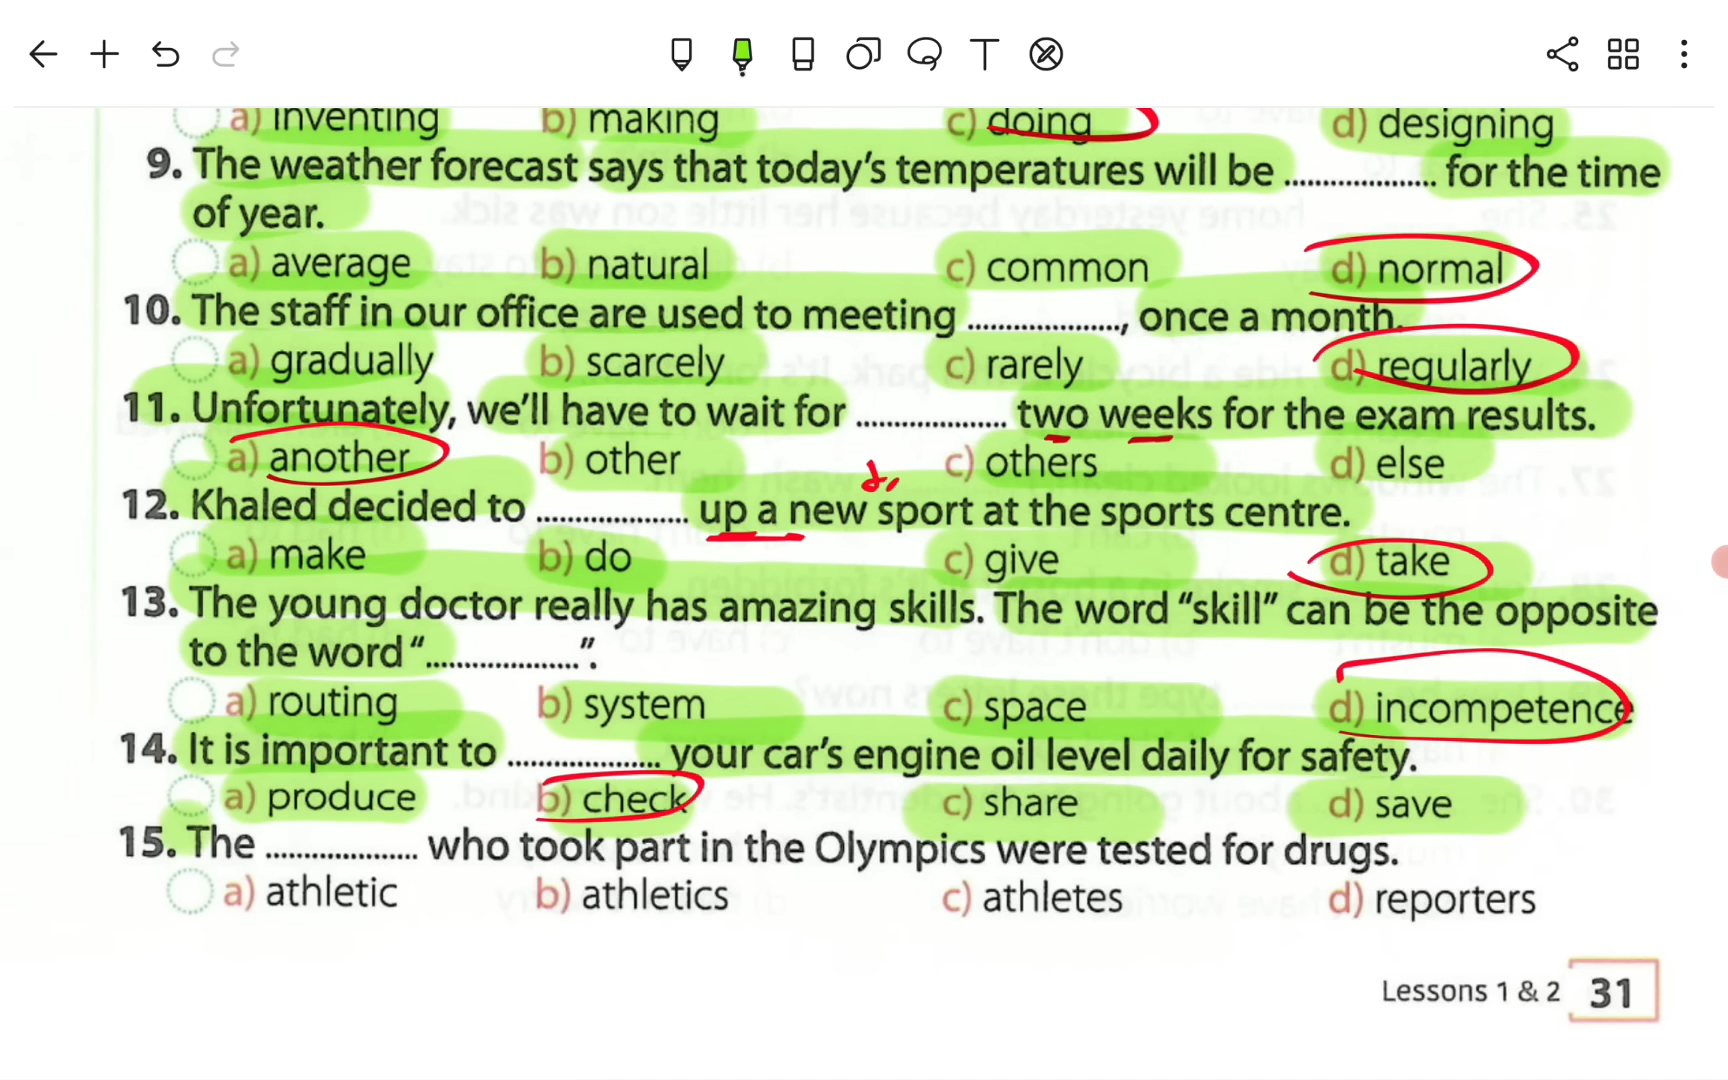 a) inventing b) making c) doing d) designing
9. The weather forecast says that today's temperatures will be .................... for the time
of year.
a) average b) natural c) common d) normal
10. The staff in our office are used to meeting ...................., once a month.
a) gradually b) scarcely c) rarely d) regularly
11. Unfortunately, we'll have to wait for .................... two weeks for the exam results.
a) another b) other c) others d) else
12. Khaled decided to .................... up a new sport at the sports centre.
a) make b) do c) give d) take
13. The young doctor really has amazing skills. The word “skill” can be the opposite
to the word “....................”.
a) routing b) system c) space d) incompetence
14. It is important to .................... your car's engine oil level daily for safety.
a) produce b) check c) share d) save
15. The .................... who took part in the Olympics were tested for drugs.
a) athletic b) athletics c) athletes d) reporters
Lessons 1 & 2 31